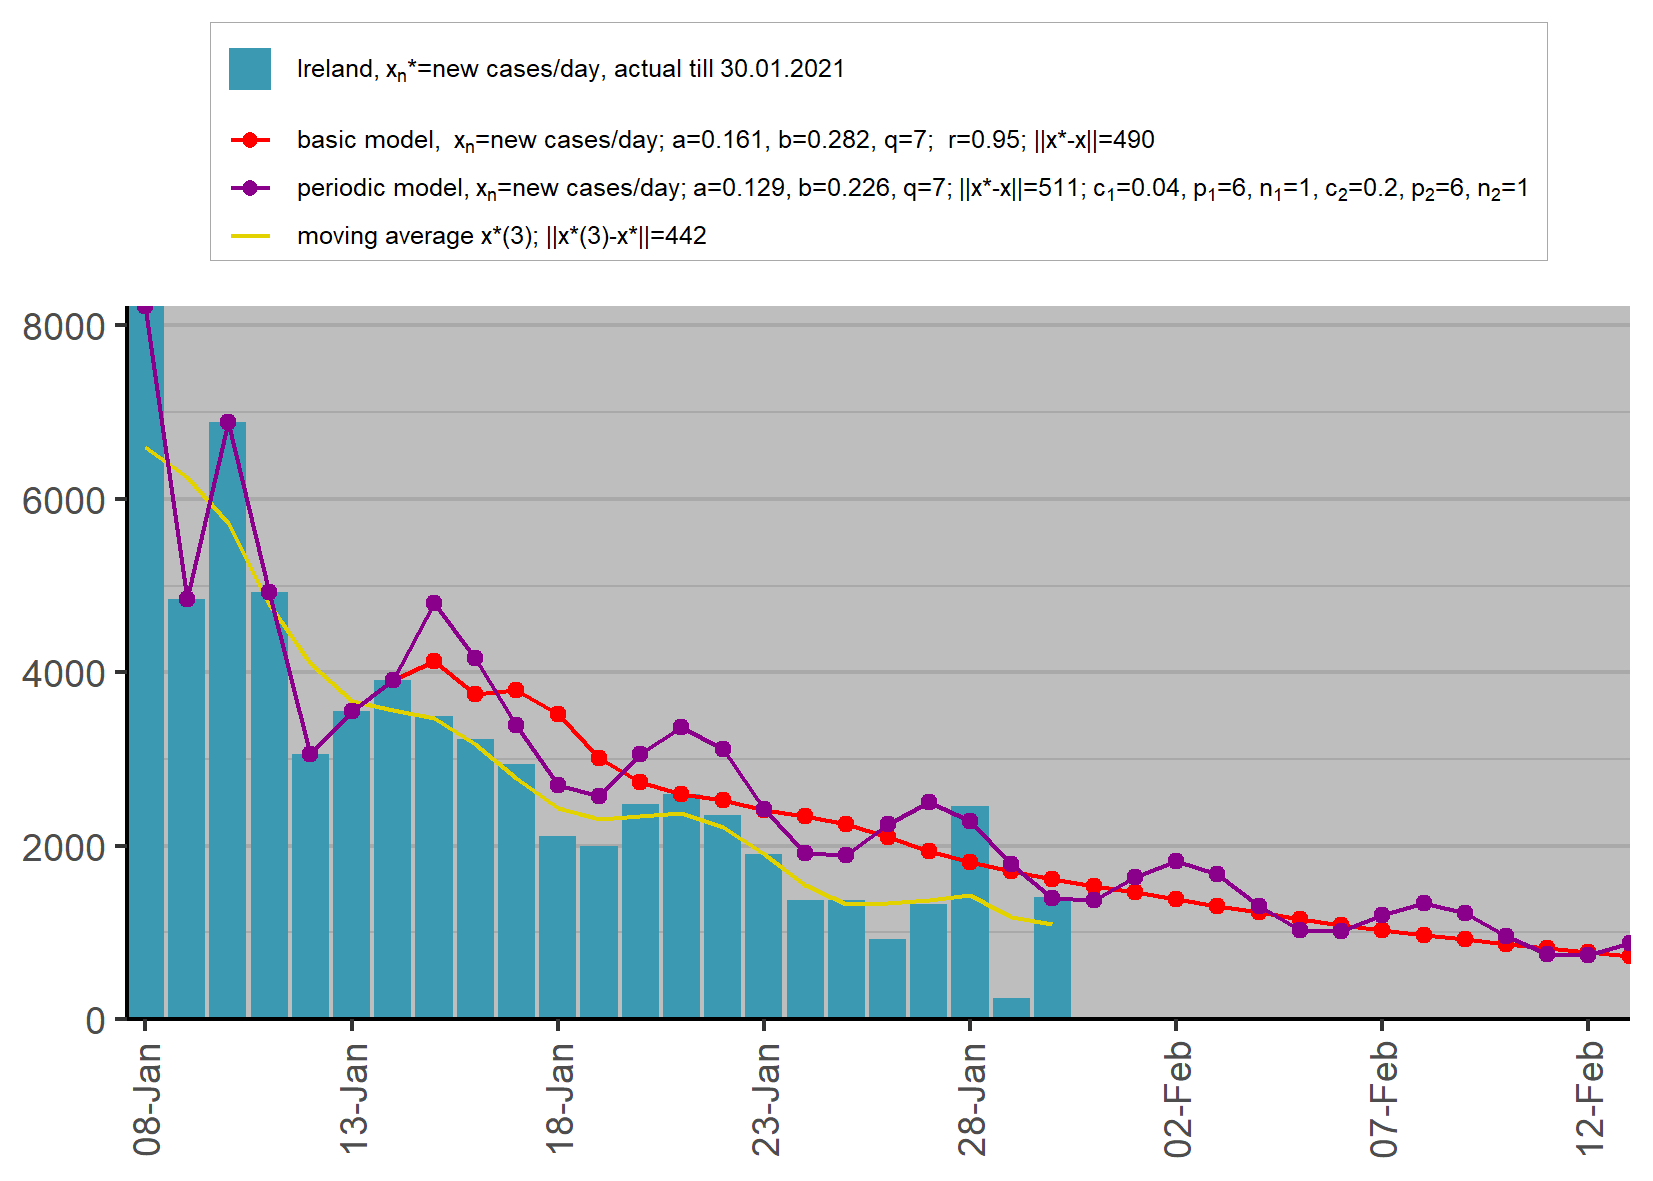 Ireland, xₙ*=new cases/day, actual till 30.01.2021
basic model, xₙ=new cases/day; a=0.161, b=0.282, q=7; r=0.95; ||x*-x||=490
periodic model, xₙ=new cases/day; a=0.129, b=0.226, q=7; ||x*-x||=511; c₁=0.04, p₁=6, n₁=1, c₂=0.2, p₂=6, n₂=1
moving average x*(3); ||x*(3)-x*||=442
8000
6000
4000
2000
0
08-Jan
13-Jan
18-Jan
23-Jan
28-Jan
02-Feb
07-Feb
12-Feb